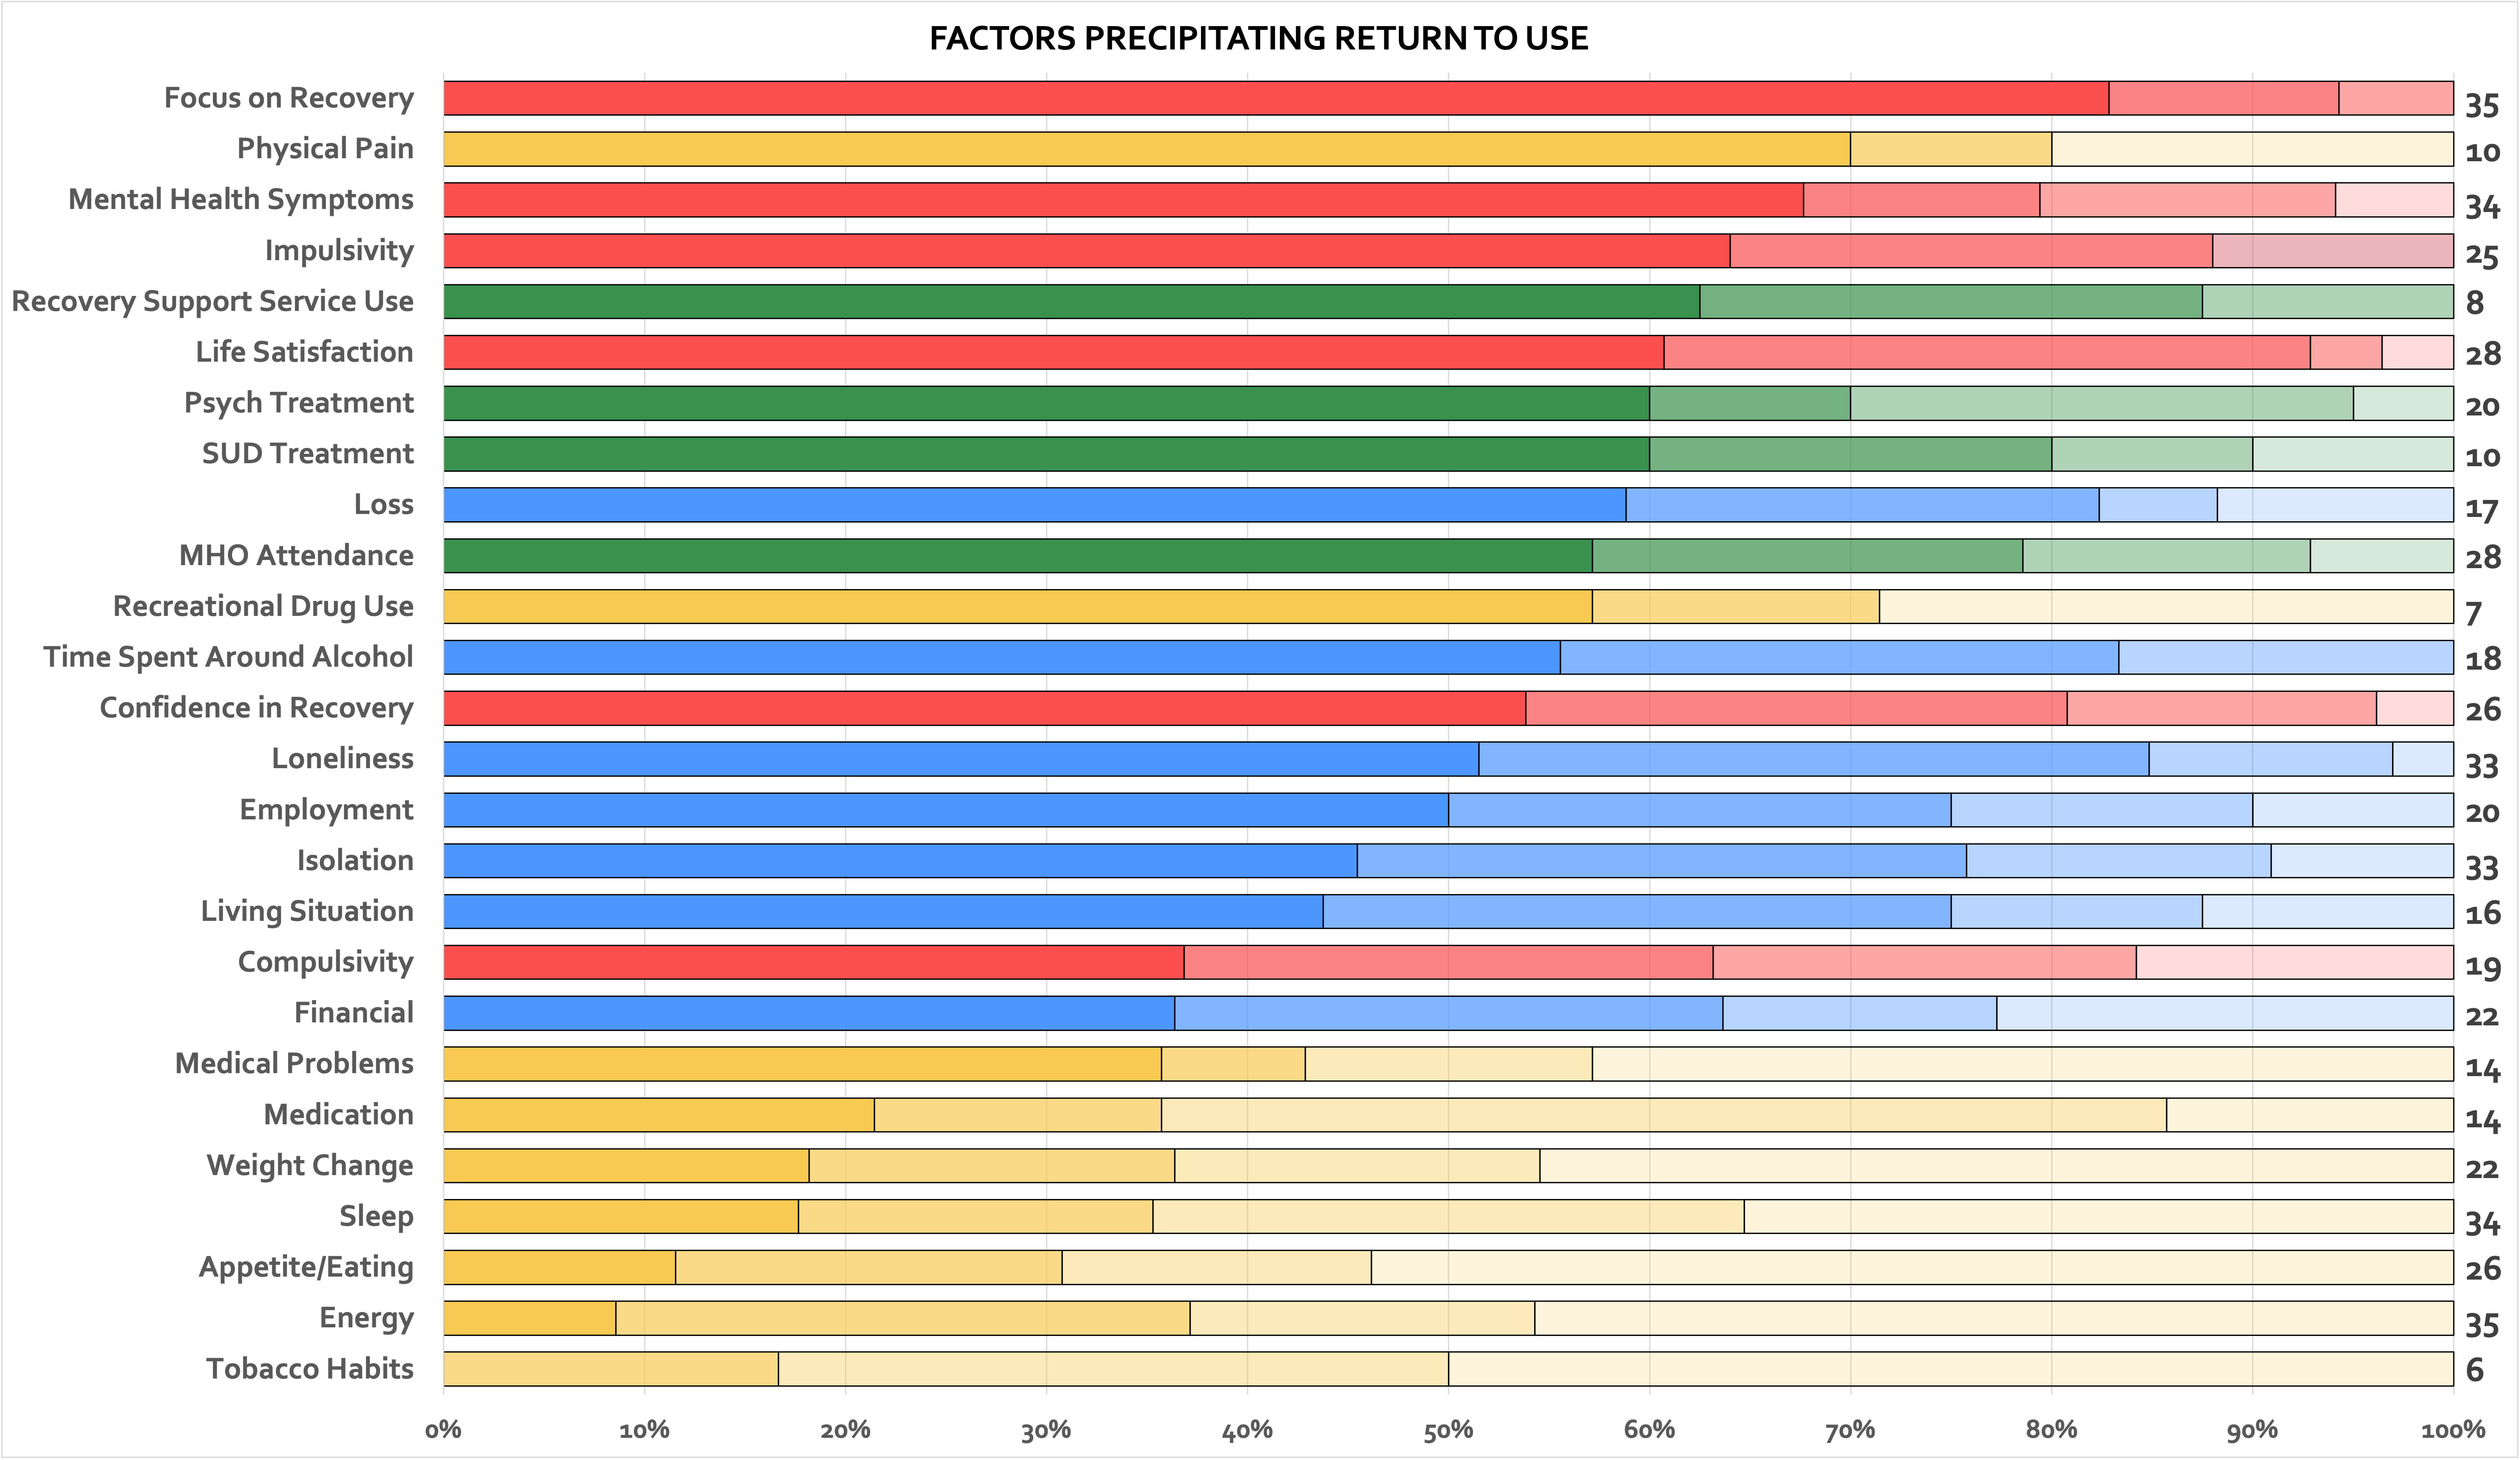 FACTORS PRECIPITATING RETURN TO USE
Focus on Recovery 35
Physical Pain 10
Mental Health Symptoms 34
Impulsivity 25
Recovery Support Service Use 8
Life Satisfaction 28
Psych Treatment 20
SUD Treatment 10
Loss 17
MHO Attendance 28
Recreational Drug Use 7
Time Spent Around Alcohol 18
Confidence in Recovery 26
Loneliness 33
Employment 20
Isolation 33
Living Situation 16
Compulsivity 19
Financial 22
Medical Problems 14
Medication 14
Weight Change 22
Sleep 34
Appetite/Eating 26
Energy 35
Tobacco Habits 6
0% 10% 20% 30% 40% 50% 60% 70% 80% 90% 100%